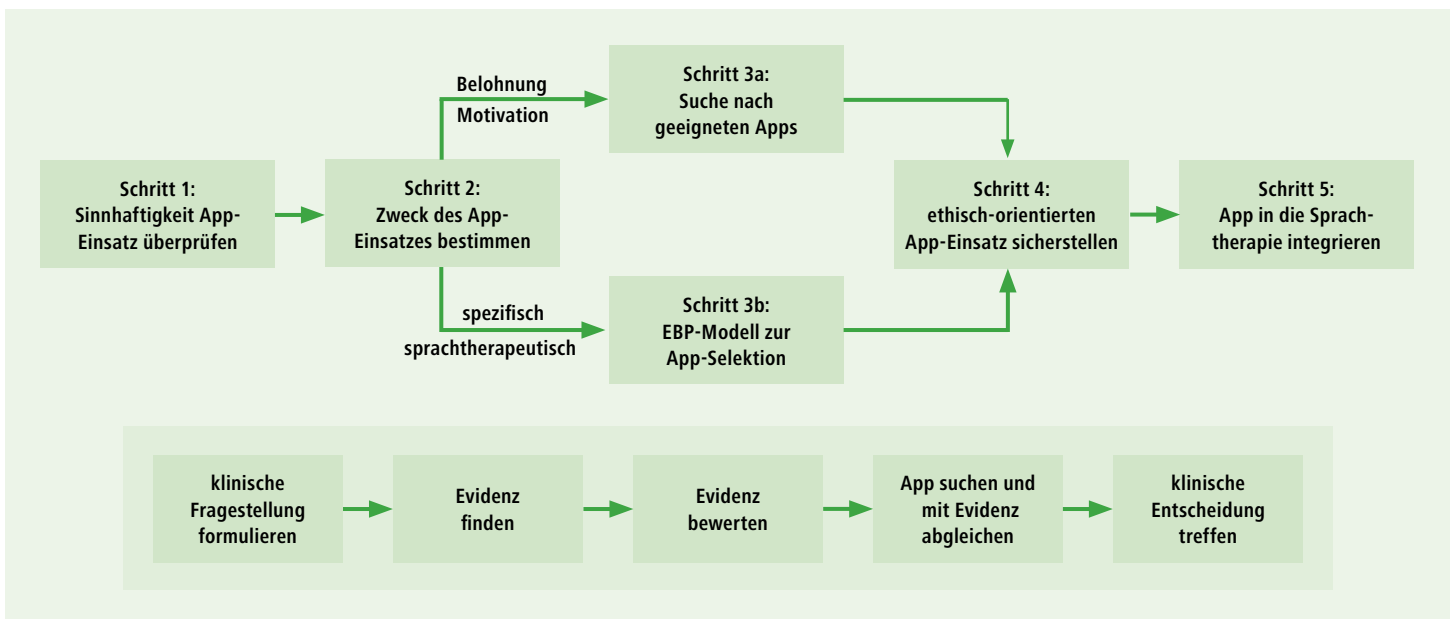 Schritt 1:
Sinnhaftigkeit App-
Einsatz überprüfen
Schritt 2:
Zweck des App-
Einsatzes bestimmen
Belohnung
Motivation
Schritt 3a:
Suche nach
geeigneten Apps
spezifisch
sprachtherapeutisch
Schritt 3b:
EBP-Modell zur
App-Selektion
Schritt 4:
ethisch-orientierten
App-Einsatz sicherstellen
Schritt 5:
App in die Sprach-
therapie integrieren
klinische
Fragestellung
formulieren
Evidenz
finden
Evidenz
bewerten
App suchen und
mit Evidenz
abgleichen
klinische
Entscheidung
treffen